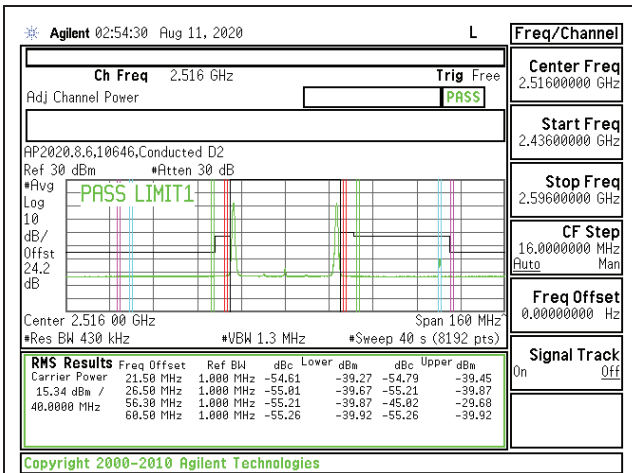 Agilent 02:54:30 Aug 11, 2020 L
Ch Freq 2.516 GHz Trig Free
Adj Channel Power PASS
AP2020.8.6,10646,Conducted D2
Ref 30 dBm #Atten 30 dB
#Avg
Log
10
dB/
Offst
24.2
dB
PASS LIMIT1
Center 2.516 00 GHz Span 160 MHz^
#Res BW 430 kHz #VBW 1.3 MHz #Sweep 40 s (8192 pts)
RMS Results Freq Offset Ref BW dBc Lower dBm dBc Upper dBm
Carrier Power 21.50 MHz 1.000 MHz -54.61 -39.27 -54.79 -39.45
15.34 dBm / 26.50 MHz 1.000 MHz -55.01 -39.67 -55.21 -39.87
40.0000 MHz 56.30 MHz 1.000 MHz -55.21 -39.87 -45.02 -29.68
60.50 MHz 1.000 MHz -55.26 -39.92 -55.26 -39.92
Copyright 2000-2010 Agilent Technologies
Freq/Channel
Center Freq
2.51600000 GHz
Start Freq
2.43600000 GHz
Stop Freq
2.59600000 GHz
CF Step
16.0000000 MHz
Auto Man
Freq Offset
0.00000000 Hz
Signal Track
On Off